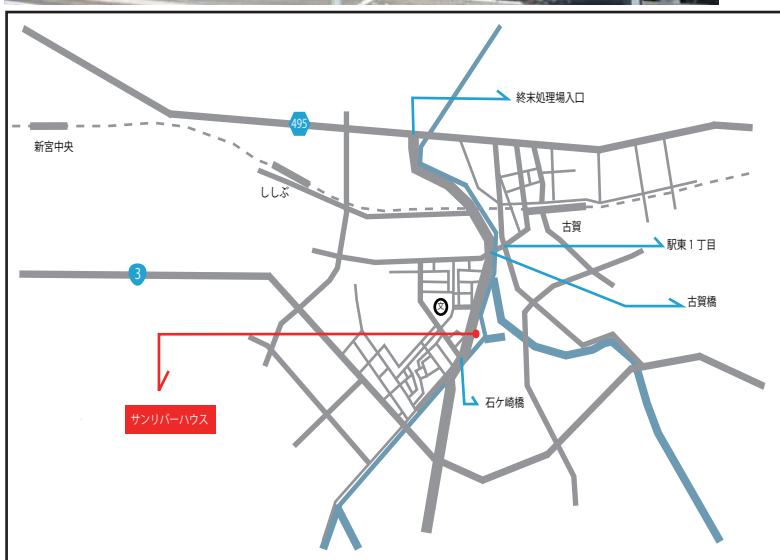 終末処理場入口
495
新宮中央
ししぶ
古賀
駅東1丁目
3
古賀橋
文
石ケ崎橋
サンリバーハウス